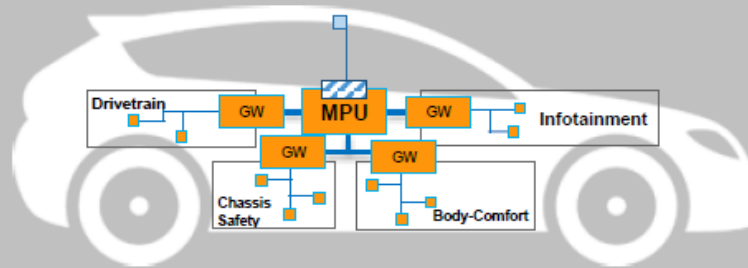 Drivetrain
GW
MPU
GW
Infotainment
GW
GW
Chassis
Safety
Body-Comfort